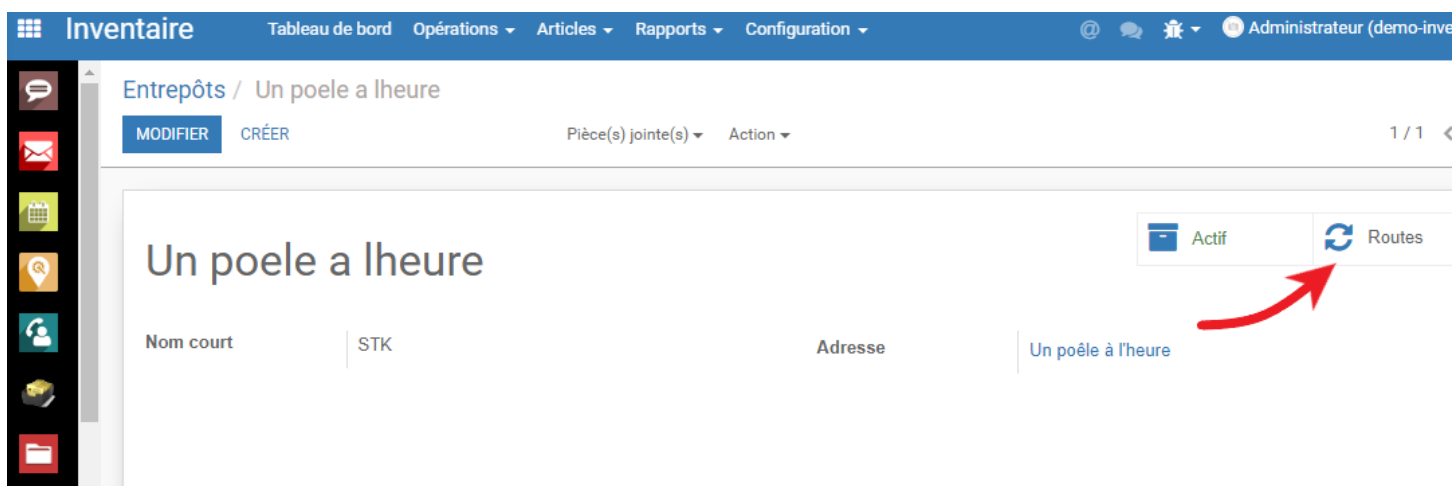 Inventaire Tableau de bord Opérations Articles Rapports Configuration @ Administrateur (demo-inve
Entrepôts / Un poele a lheure
MODIFIER CRÉER Pièce(s) jointe(s) Action 1 / 1
Actif Routes
Un poele a lheure
Nom court STK Adresse Un poêle à l'heure